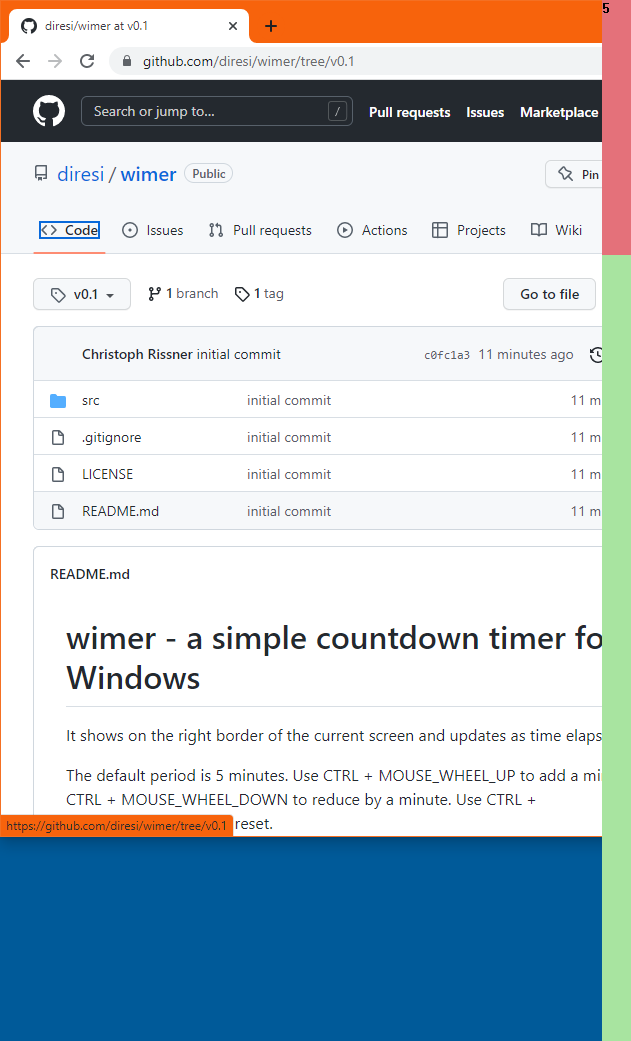 diresi/wimer at v0.1
5
github.com/diresi/wimer/tree/v0.1
Search or jump to... /
Pull requests Issues Marketplace
diresi / wimer Public
Pin
<> Code Issues Pull requests Actions Projects Wiki
v0.1 1 branch 1 tag Go to file
Christoph Rissner initial commit c0fc1a3 11 minutes ago
src initial commit 11 m
.gitignore initial commit 11 m
LICENSE initial commit 11 m
README.md initial commit 11 m
README.md
wimer - a simple countdown timer fo
Windows
It shows on the right border of the current screen and updates as time elaps
The default period is 5 minutes. Use CTRL + MOUSE_WHEEL_UP to add a mi
CTRL + MOUSE_WHEEL_DOWN to reduce by a minute. Use CTRL +
reset.
https://github.com/diresi/wimer/tree/v0.1